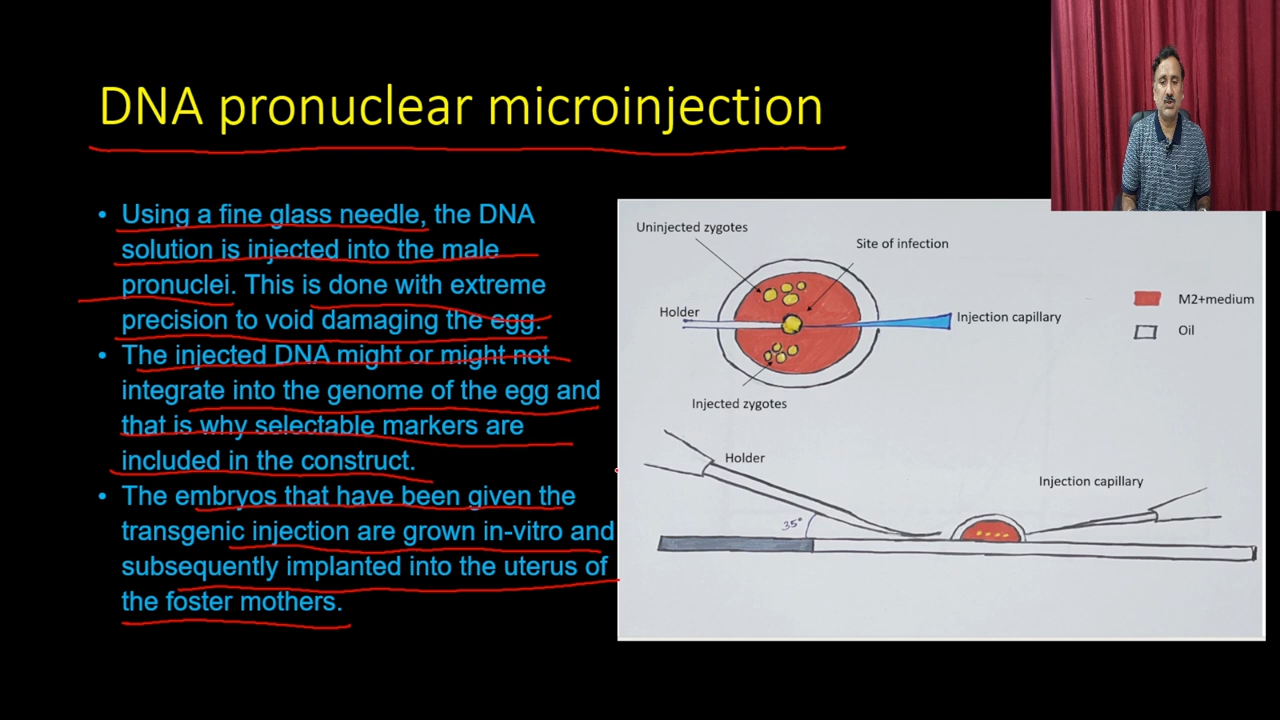 DNA pronuclear microinjection
• Using a fine glass needle, the DNA
solution is injected into the male
pronuclei. This is done with extreme
precision to void damaging the egg.
• The injected DNA might or might not
integrate into the genome of the egg and
that is why selectable markers are
included in the construct.
• The embryos that have been given the
transgenic injection are grown in-vitro and
subsequently implanted into the uterus of
the foster mothers.
Uninjected zygotes
Site of infection
Holder
Injection capillary
Injected zygotes
M2+medium
Oil
Holder
Injection capillary
35°